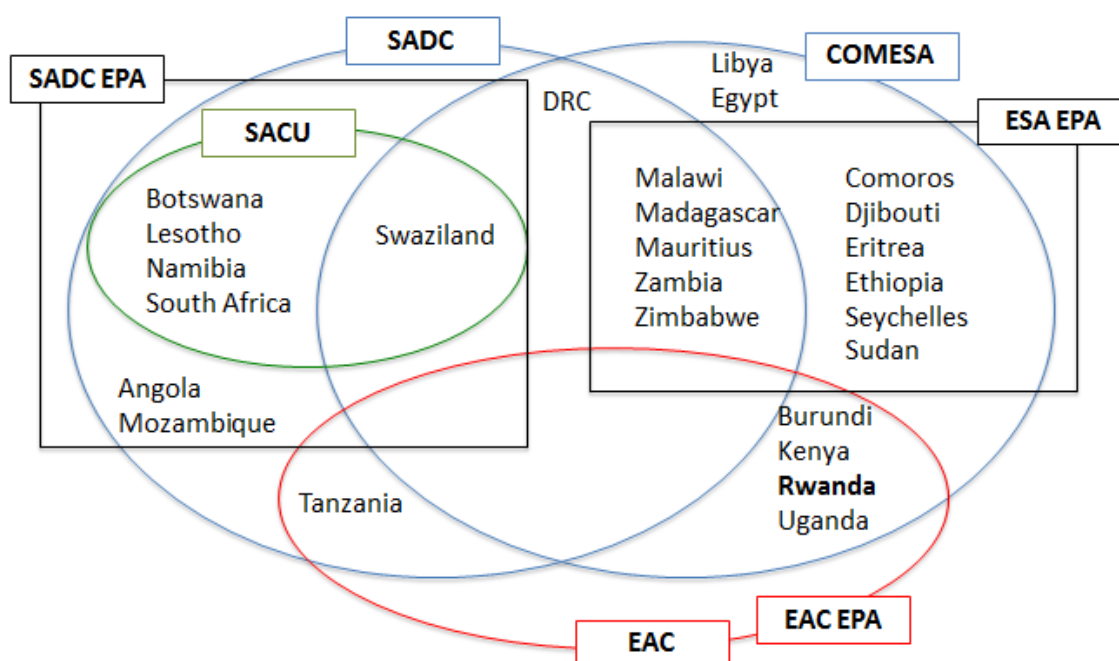 SADC
COMESA
SADC EPA
Libya
Egypt
DRC
ESA EPA
SACU
Botswana
Lesotho
Namibia
South Africa
Swaziland
Malawi
Madagascar
Mauritius
Zambia
Zimbabwe
Comoros
Djibouti
Eritrea
Ethiopia
Seychelles
Sudan
Angola
Mozambique
Burundi
Kenya
Rwanda
Uganda
Tanzania
EAC EPA
EAC